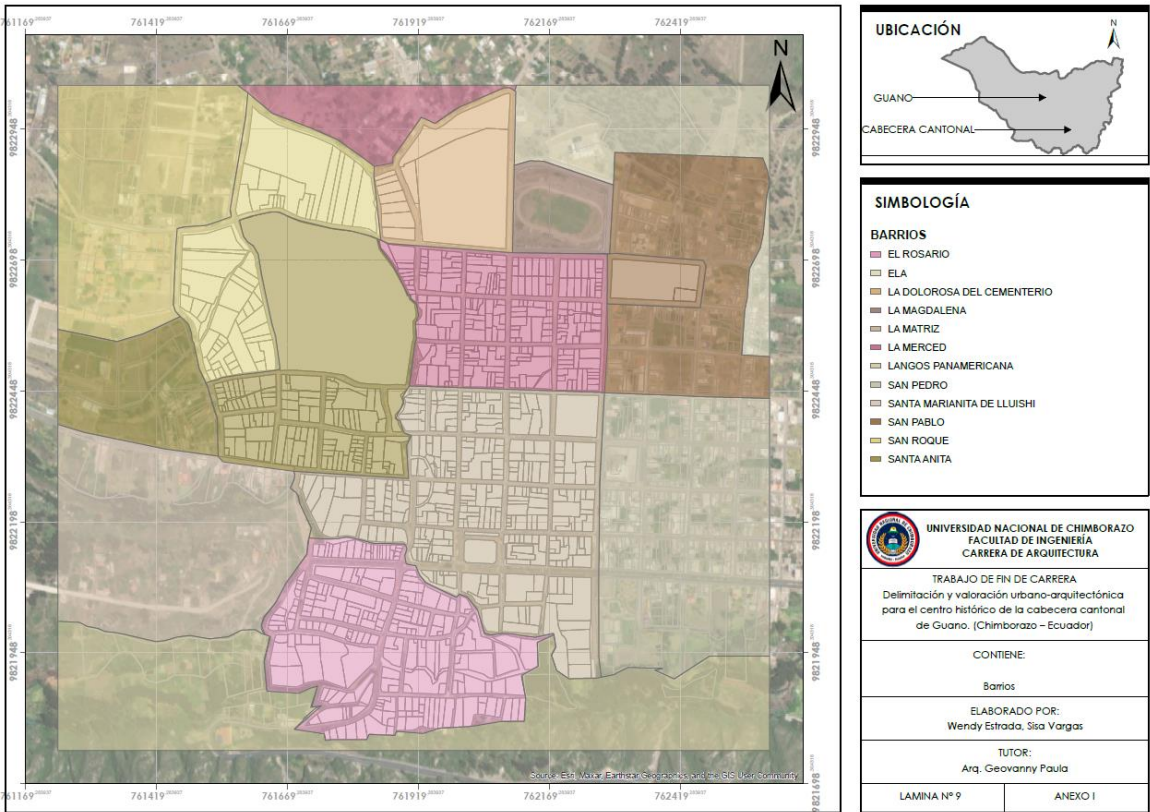 761169
761419
761669
761919
762169
762419
N
9822948
9822698
9822448
9822198
9821948
9822948
9822698
9822448
9822198
9821948
9821698
Source: Esri, Maxar, Earthstar Geographics, and the GIS User Community
761169
761419
761669
761919
762169
762419
UBICACIÓN
N
GUANO
CABECERA CANTONAL
SIMBOLOGÍA
BARRIOS
EL ROSARIO
ELA
LA DOLOROSA DEL CEMENTERIO
LA MAGDALENA
LA MATRIZ
LA MERCED
LANGOS PANAMERICANA
SAN PEDRO
SANTA MARIANITA DE LLUISHI
SAN PABLO
SAN ROQUE
SANTA ANITA
UNIVERSIDAD NACIONAL DE CHIMBORAZO
FACULTAD DE INGENIERÍA
CARRERA DE ARQUITECTURA
TRABAJO DE FIN DE CARRERA
Delimitación y valoración urbano-arquitectónica
para el centro histórico de la cabecera cantonal
de Guano. (Chimborazo – Ecuador)
CONTIENE:
Barrios
ELABORADO POR:
Wendy Estrada, Sisa Vargas
TUTOR:
Arq. Geovanny Paula
LAMINA Nº 9
ANEXO I